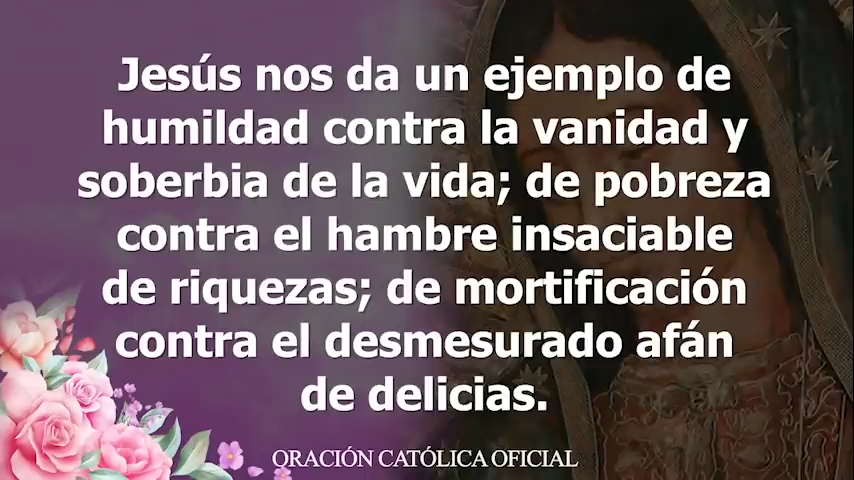 Jesús nos da un ejemplo de
humildad contra la vanidad y
soberbia de la vida; de pobreza
contra el hambre insaciable
de riquezas; de mortificación
contra el desmesurado afán
de delicias.
ORACIÓN CATÓLICA OFICIAL